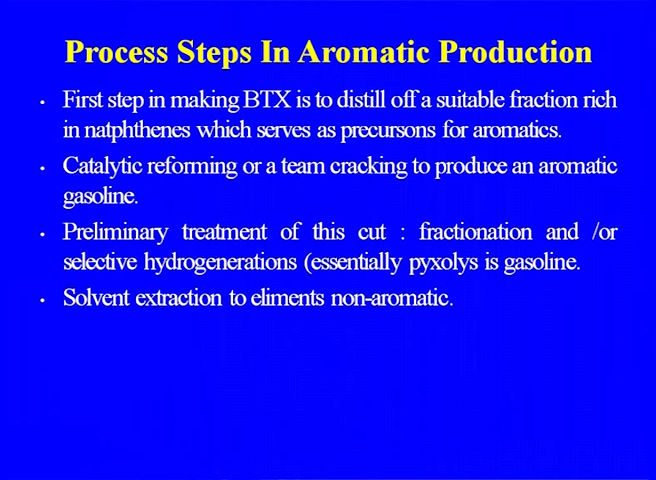 Process Steps In Aromatic Production
• First step in making BTX is to distill off a suitable fraction rich
in natphthenes which serves as precursons for aromatics.
• Catalytic reforming or a team cracking to produce an aromatic
gasoline.
• Preliminary treatment of this cut : fractionation and /or
selective hydrogenerations (essentially pyxolys is gasoline.
• Solvent extraction to eliments non-aromatic.